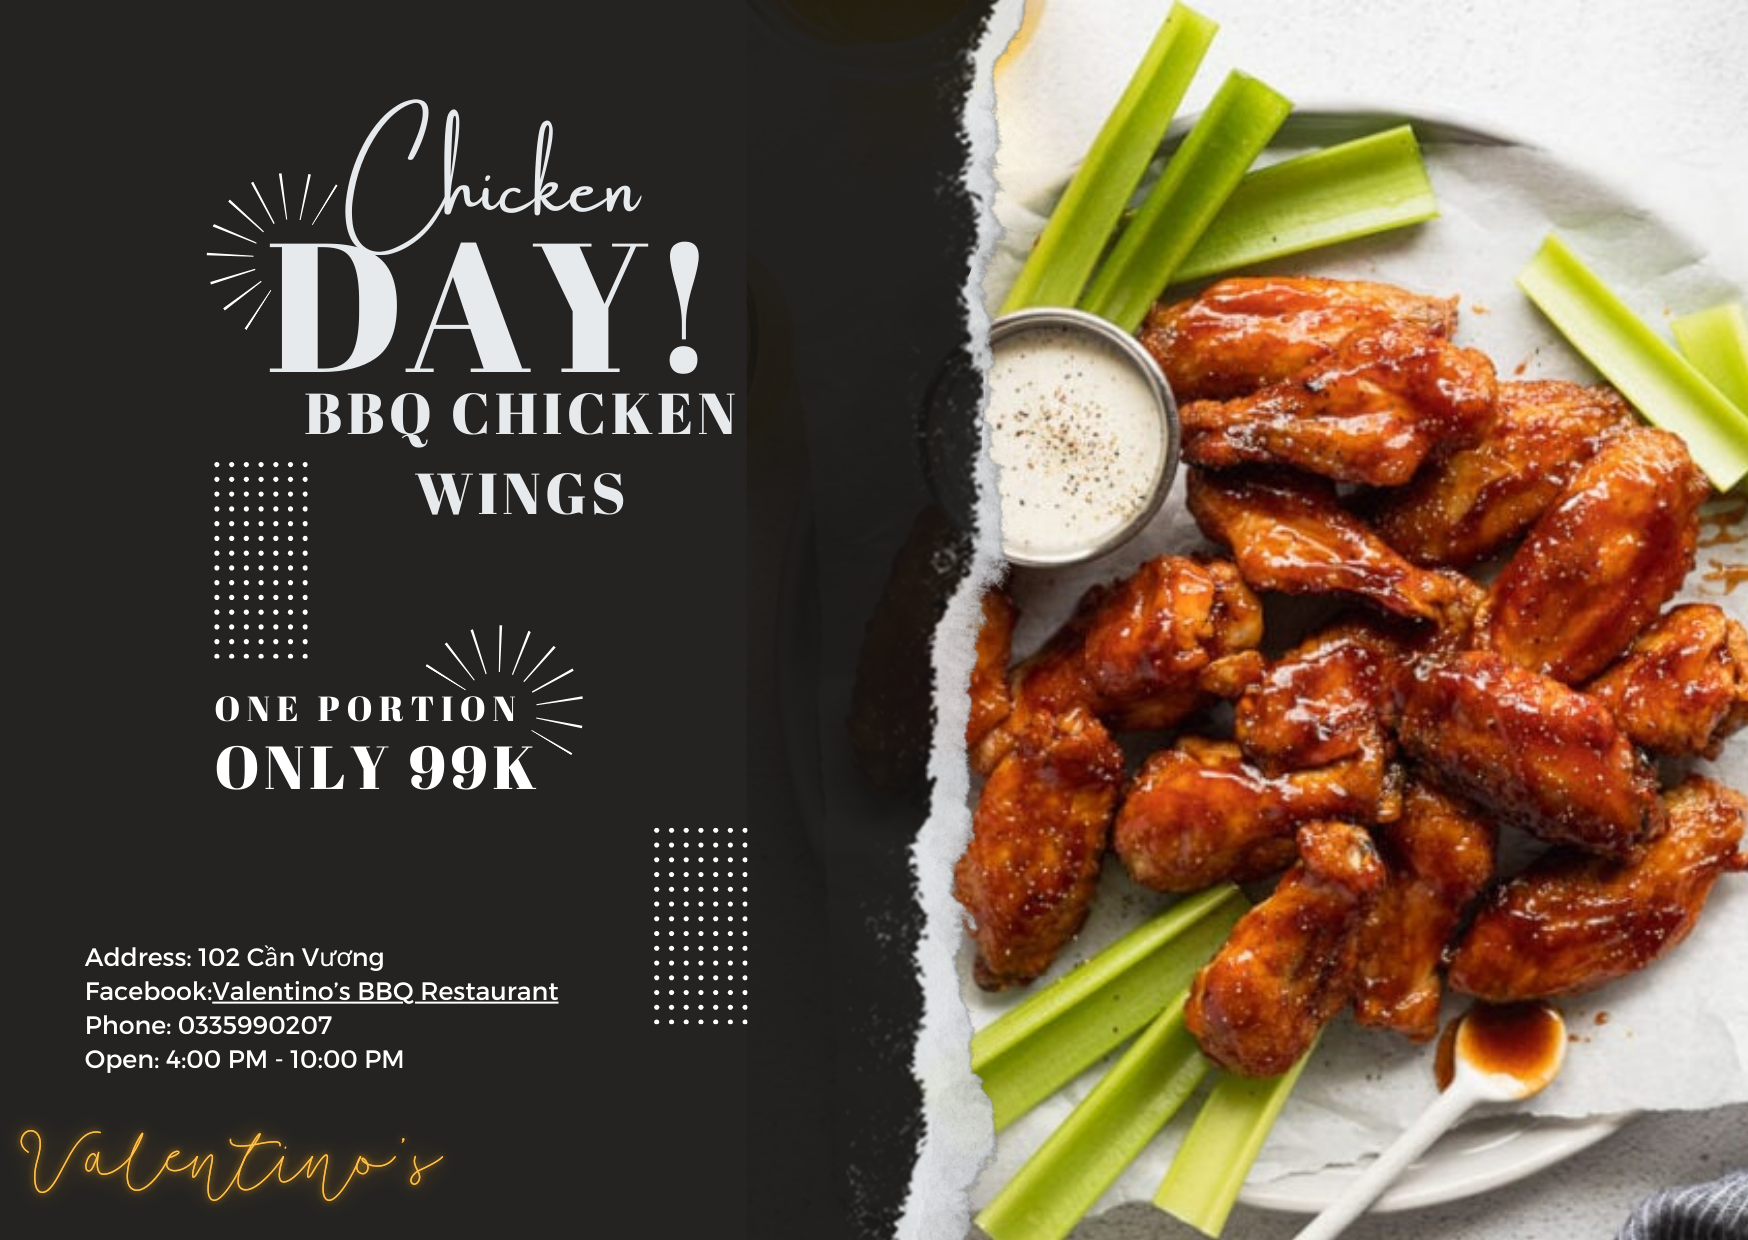 Chicken
DAY!
BBQ CHICKEN
WINGS
ONE PORTION
ONLY 99K
Address: 102 Cần Vương
Facebook:Valentino's BBQ Restaurant
Phone: 0335990207
Open: 4:00 PM - 10:00 PM
Valentino's